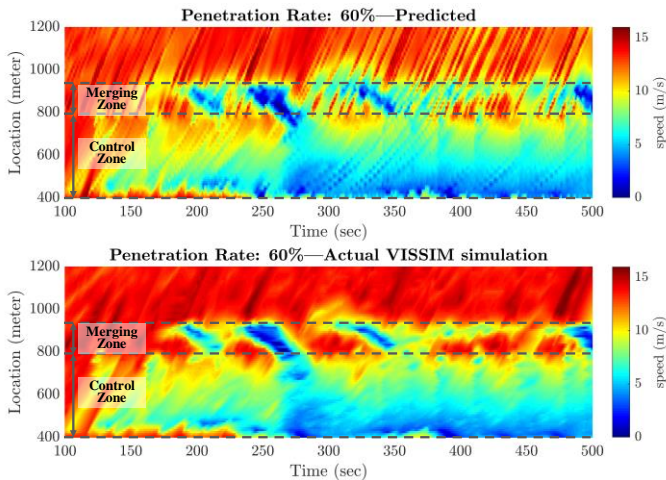 Penetration Rate: 60%—Predicted
1200
1000
800
600
400
Location (meter)
Merging
Zone
Control
Zone
100 150 200 250 300 350 400 450 500
Time (sec)
15
10
5
0
speed (m/s)
Penetration Rate: 60%—Actual VISSIM simulation
1200
1000
800
600
400
Location (meter)
Merging
Zone
Control
Zone
100 150 200 250 300 350 400 450 500
Time (sec)
15
10
5
0
speed (m/s)